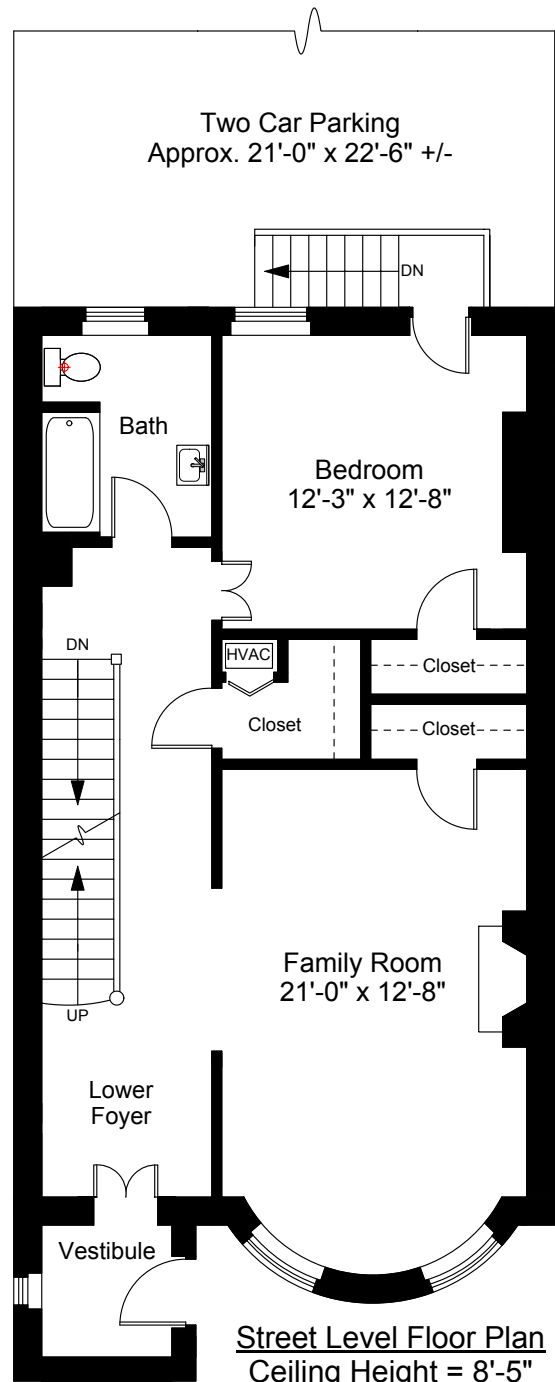 Two Car Parking
Approx. 21'-0" x 22'-6" +/-
DN
Bath
Bedroom
12'-3" x 12'-8"
DN
HVAC
Closet
Closet
Closet
Family Room
21'-0" x 12'-8"
UP
Lower
Foyer
Vestibule
Street Level Floor Plan
Ceiling Height = 8'-5"